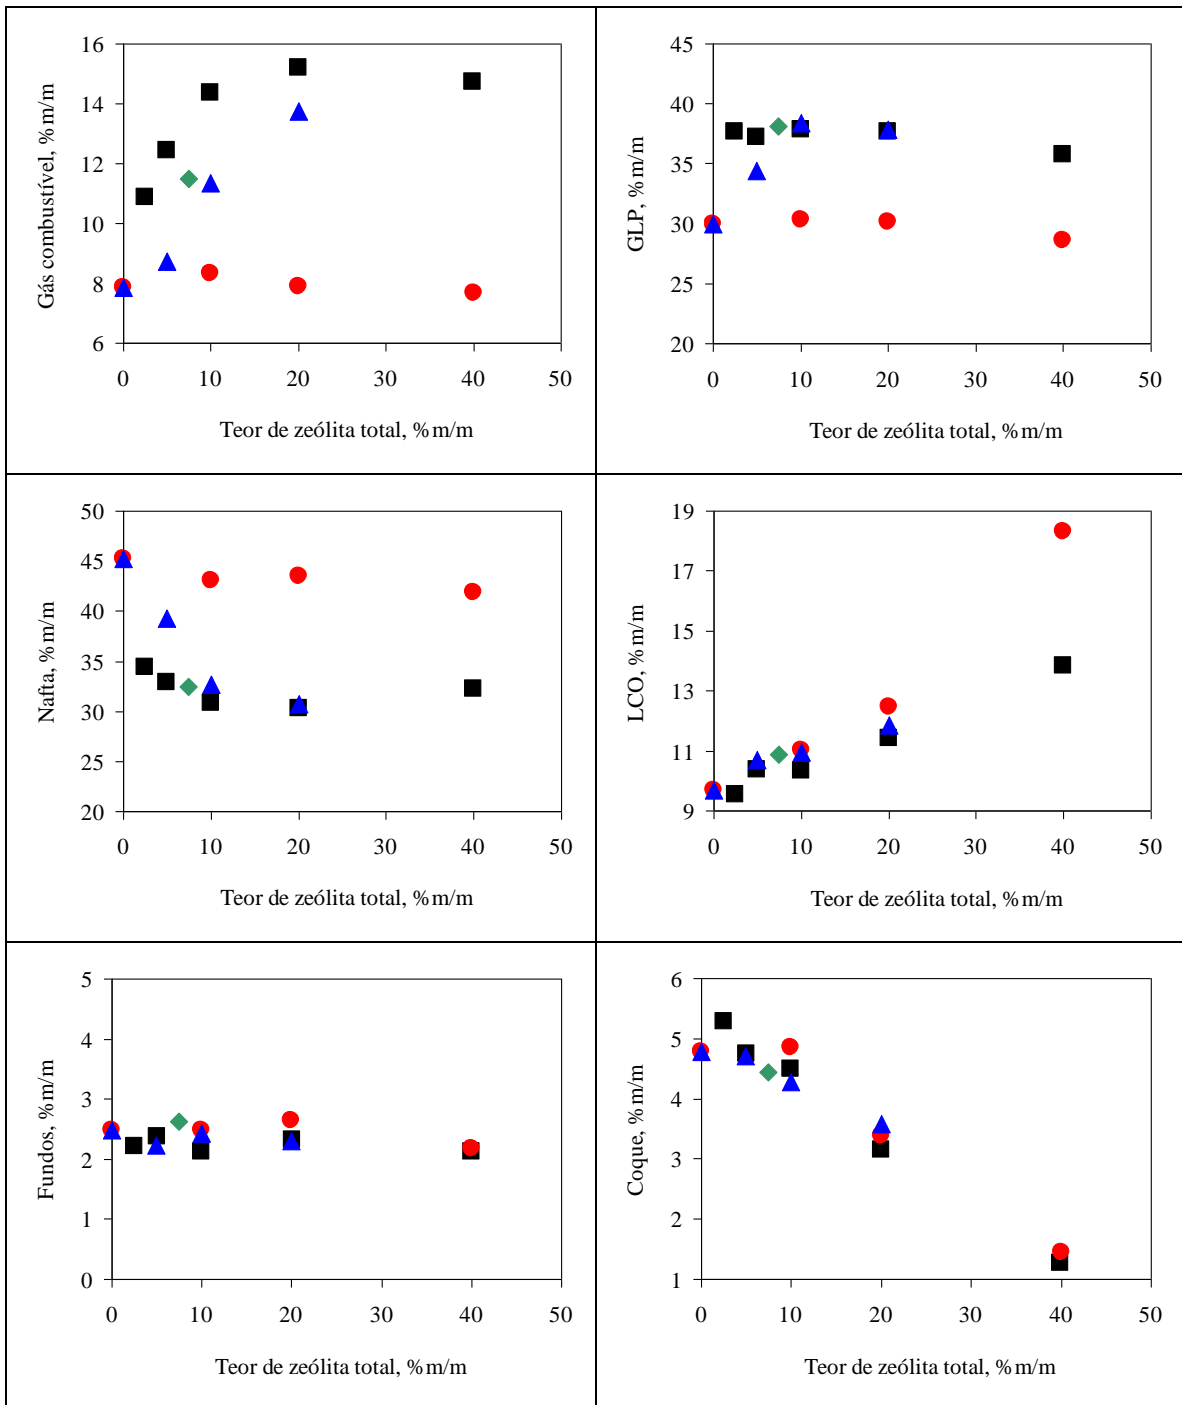 Gás combustível, %m/m
16
14
12
10
8
6
0 10 20 30 40 50
Teor de zeólita total, %m/m
GLP, %m/m
45
40
35
30
25
20
0 10 20 30 40 50
Teor de zeólita total, %m/m
Nafta, %m/m
50
45
40
35
30
25
20
0 10 20 30 40 50
Teor de zeólita total, %m/m
LCO, %m/m
19
17
15
13
11
9
0 10 20 30 40 50
Teor de zeólita total, %m/m
Fundos, %m/m
5
4
3
2
1
0
0 10 20 30 40 50
Teor de zeólita total, %m/m
Coque, %m/m
6
5
4
3
2
1
0 10 20 30 40 50
Teor de zeólita total, %m/m